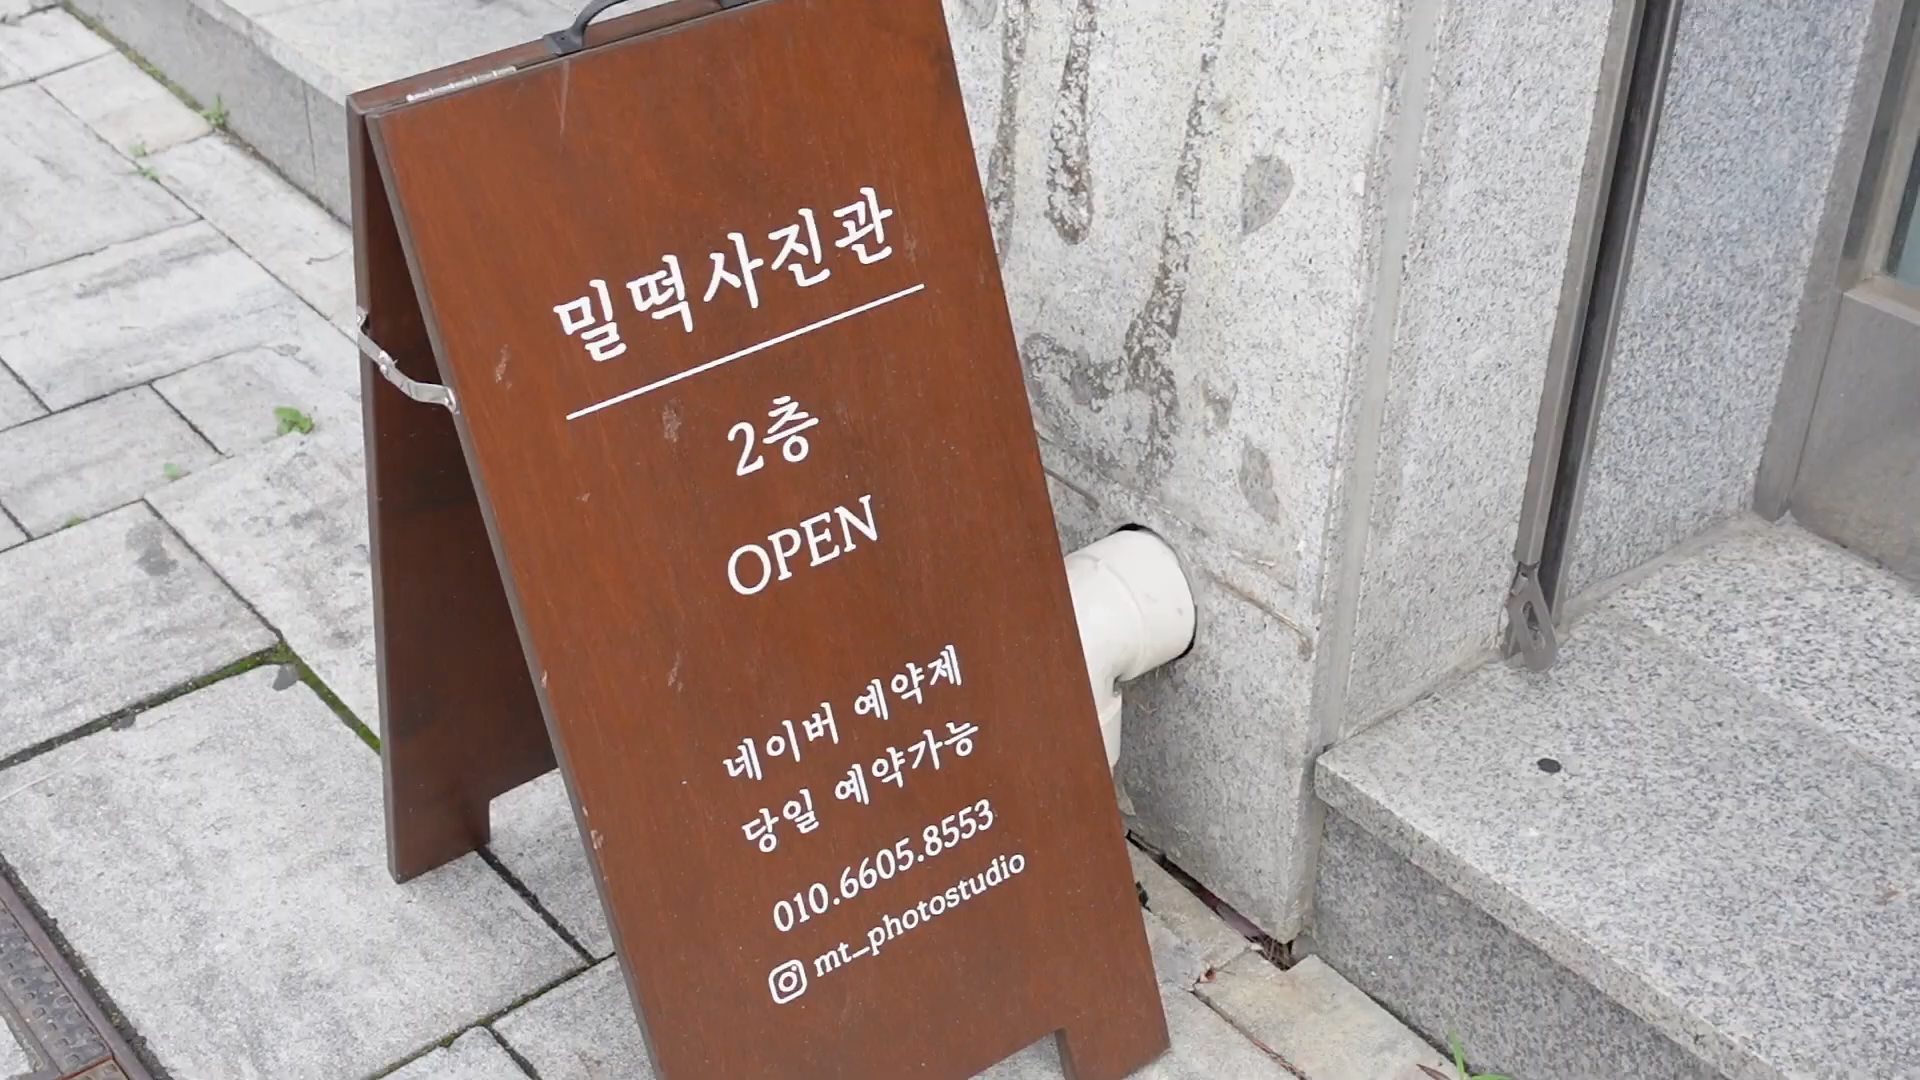 밀떡사진관
2층
OPEN
네이버 예약제
당일 예약가능
010.6605.8553
mt_photostudio